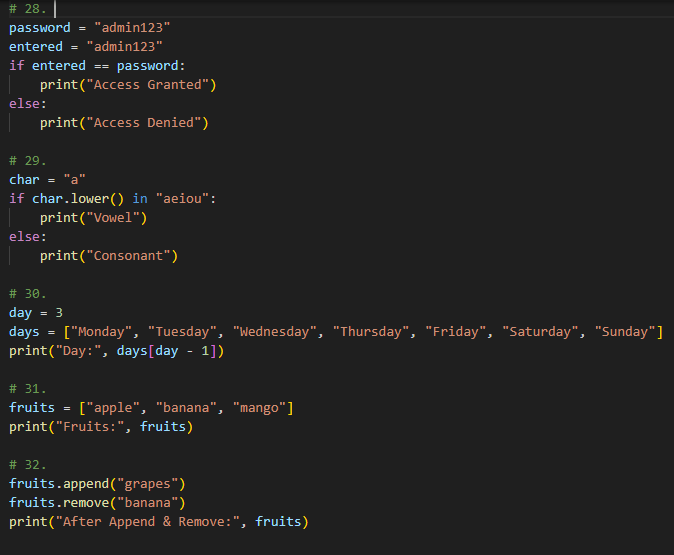 # 28.
password = "admin123"
entered = "admin123"
if entered == password:
    print("Access Granted")
else:
    print("Access Denied")

# 29.
char = "a"
if char.lower() in "aeiou":
    print("Vowel")
else:
    print("Consonant")

# 30.
day = 3
days = ["Monday", "Tuesday", "Wednesday", "Thursday", "Friday", "Saturday", "Sunday"]
print("Day:", days[day - 1])

# 31.
fruits = ["apple", "banana", "mango"]
print("Fruits:", fruits)

# 32.
fruits.append("grapes")
fruits.remove("banana")
print("After Append & Remove:", fruits)